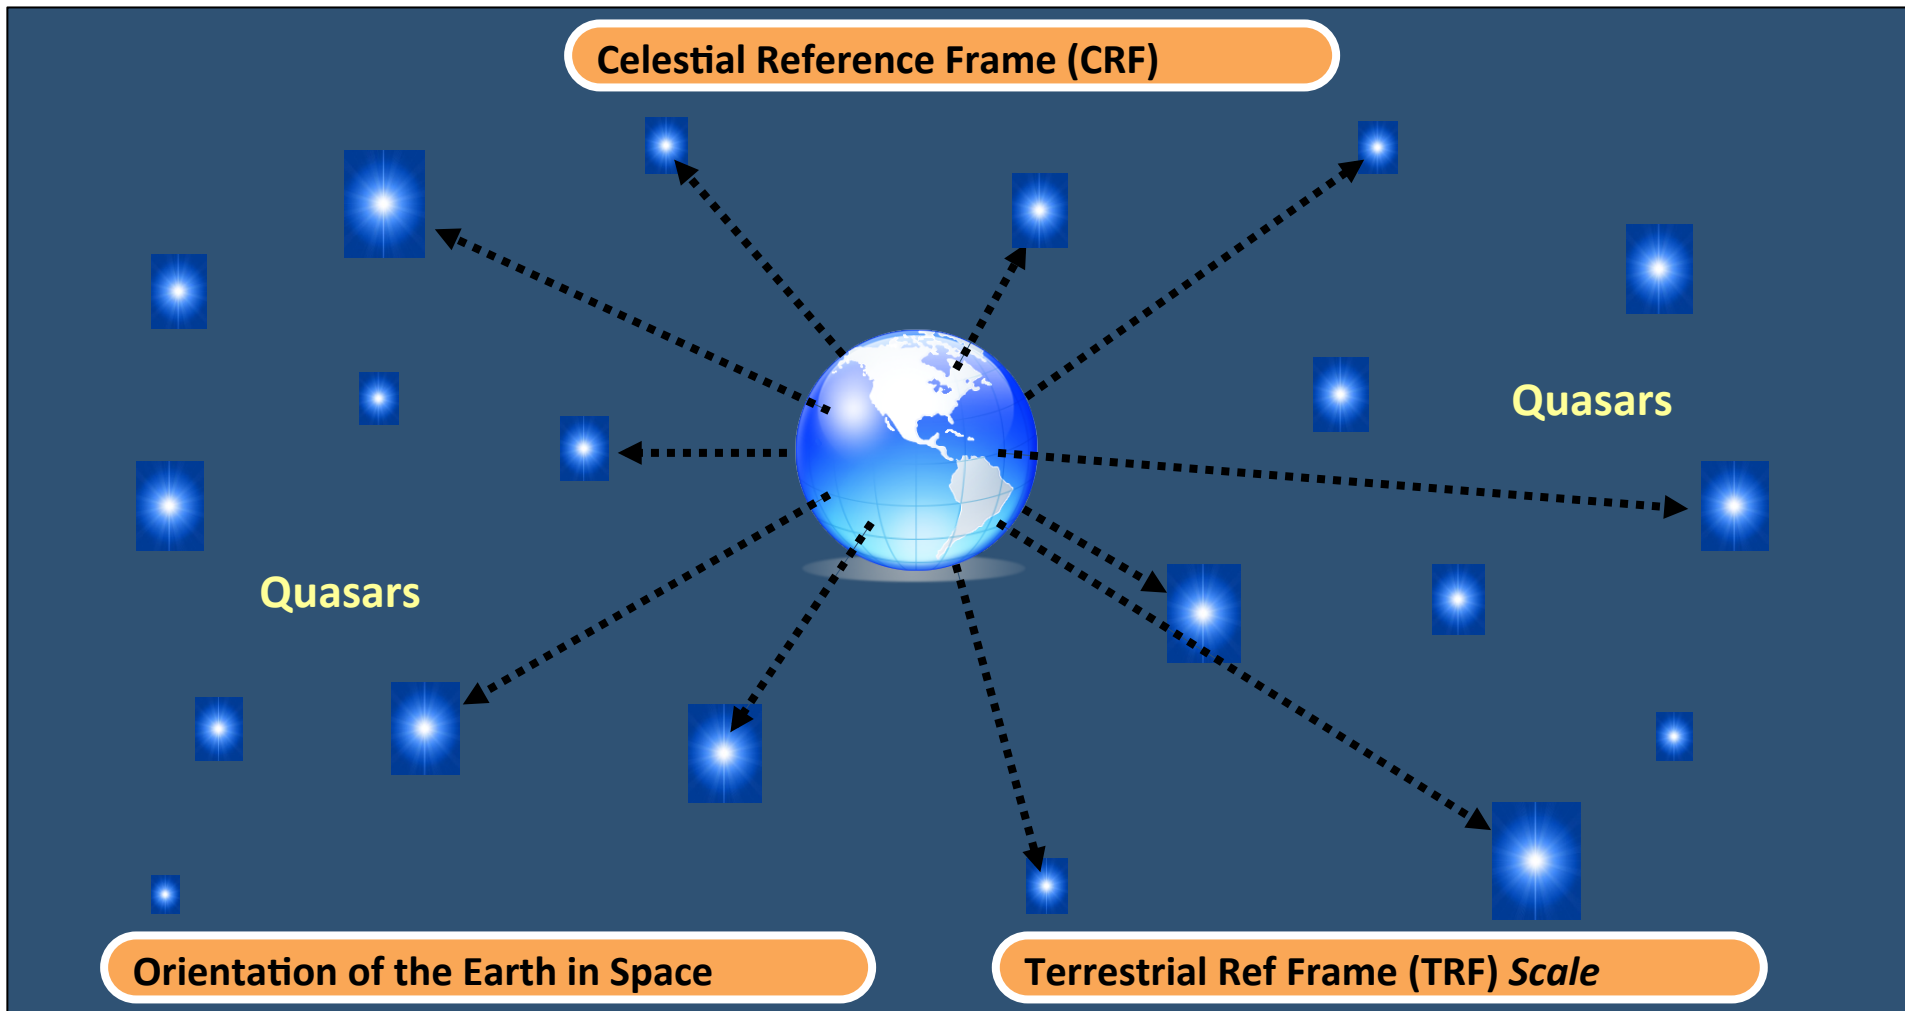 Celestial Reference Frame (CRF)
Quasars
Quasars
Orientation of the Earth in Space
Terrestrial Ref Frame (TRF) Scale